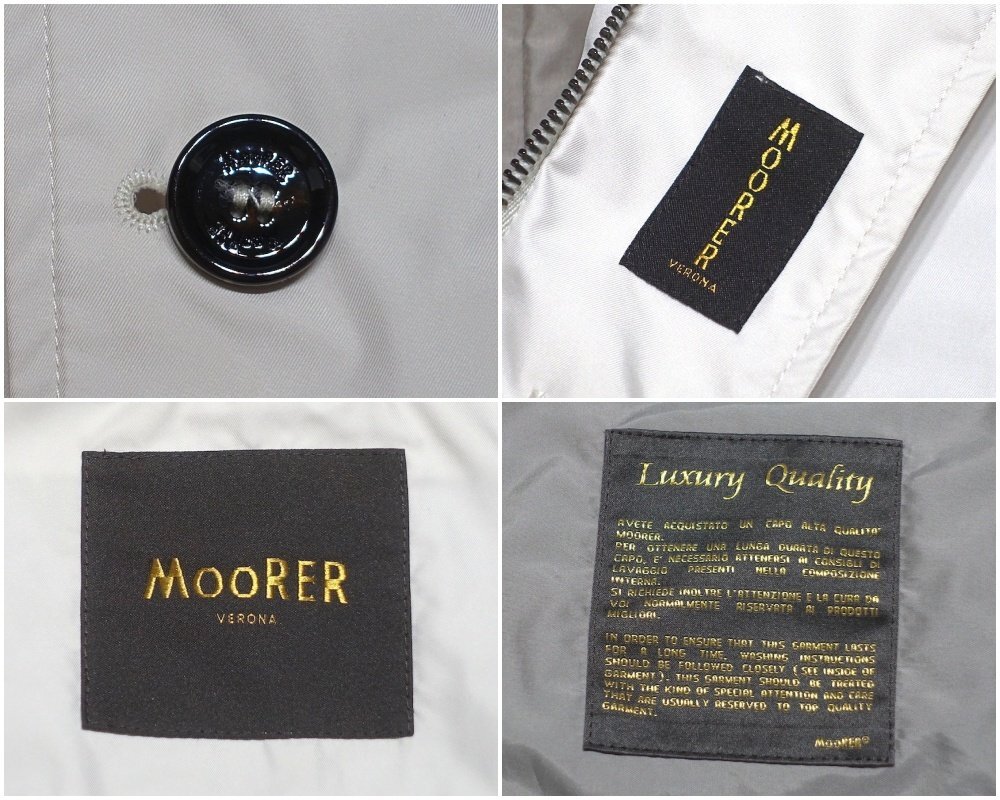 MOORER
MOORER
MOORER
VERONA
MOORER
VERONA
Luxury Quality
AVETE ACQUISTATO UN CAPO ALTA QUALITA'
MOORER.
PER OTTENERE UNA LUNGA DURATA DI QUESTO
CAPO, E' NECESSARIO ATTENERSI AI CONSIGLI DI
LAVAGGIO PRESENTI NELLA COMPOSIZIONE
INTERNA.
SI RICHIEDE INOLTRE L'ATTENZIONE E LA CURA DA
VOI NORMALMENTE RISERVATA AI PRODOTTI
MIGLIORI.
IN ORDER TO ENSURE THAT THIS GARMENT LASTS
FOR A LONG TIME, WASHING INSTRUCTIONS
SHOULD BE FOLLOWED CLOSELY (SEE INSIDE OF
GARMENT). THIS GARMENT SHOULD BE TREATED
WITH THE KIND OF SPECIAL ATTENTION AND CARE
THAT ARE USUALLY RESERVED TO TOP QUALITY
GARMENT.
MOORER®